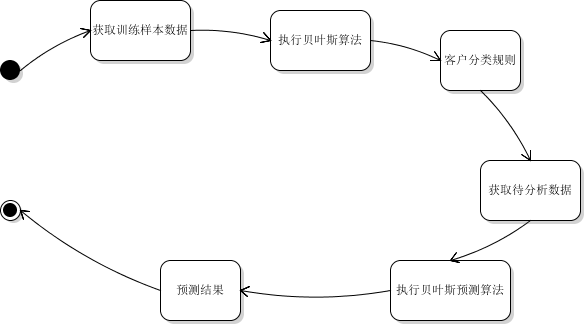 获取训练样本数据
执行贝叶斯算法
客户分类规则
获取待分析数据
执行贝叶斯预测算法
预测结果